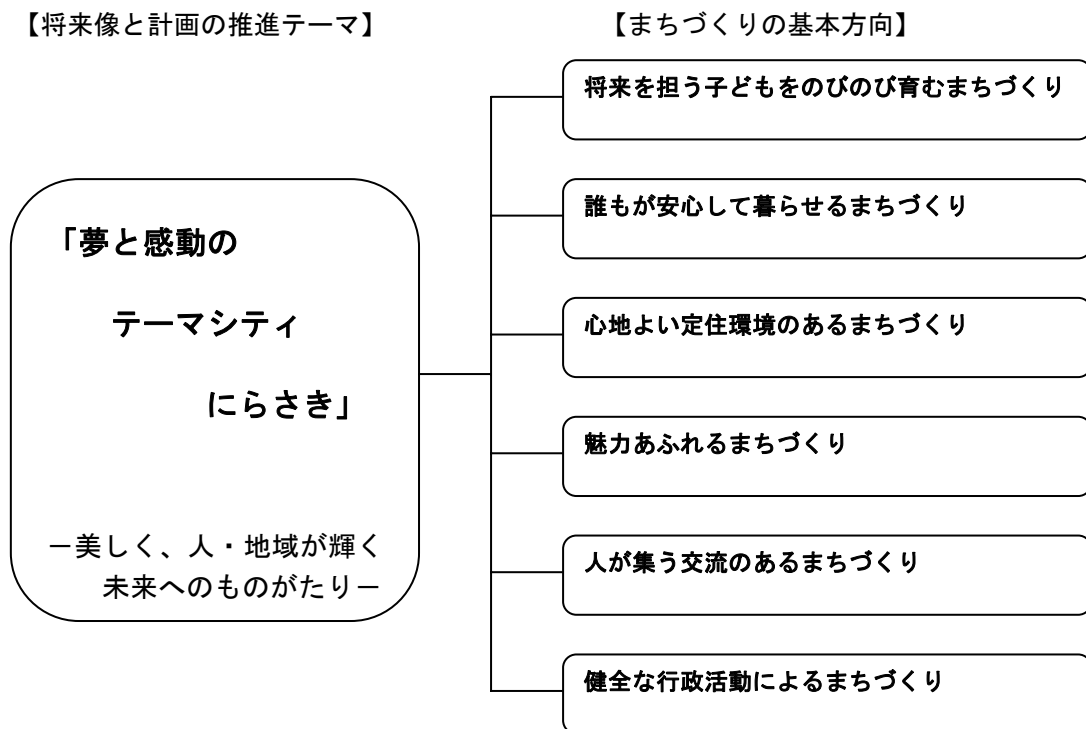 【将来像と計画の推進テーマ】
【まちづくりの基本方向】
「夢と感動の
テーマシティ
にらさき」
－美しく、人・地域が輝く
未来へのものがたり－
将来を担う子どもをのびのび育むまちづくり
誰もが安心して暮らせるまちづくり
心地よい定住環境のあるまちづくり
魅力あふれるまちづくり
人が集う交流のあるまちづくり
健全な行政活動によるまちづくり